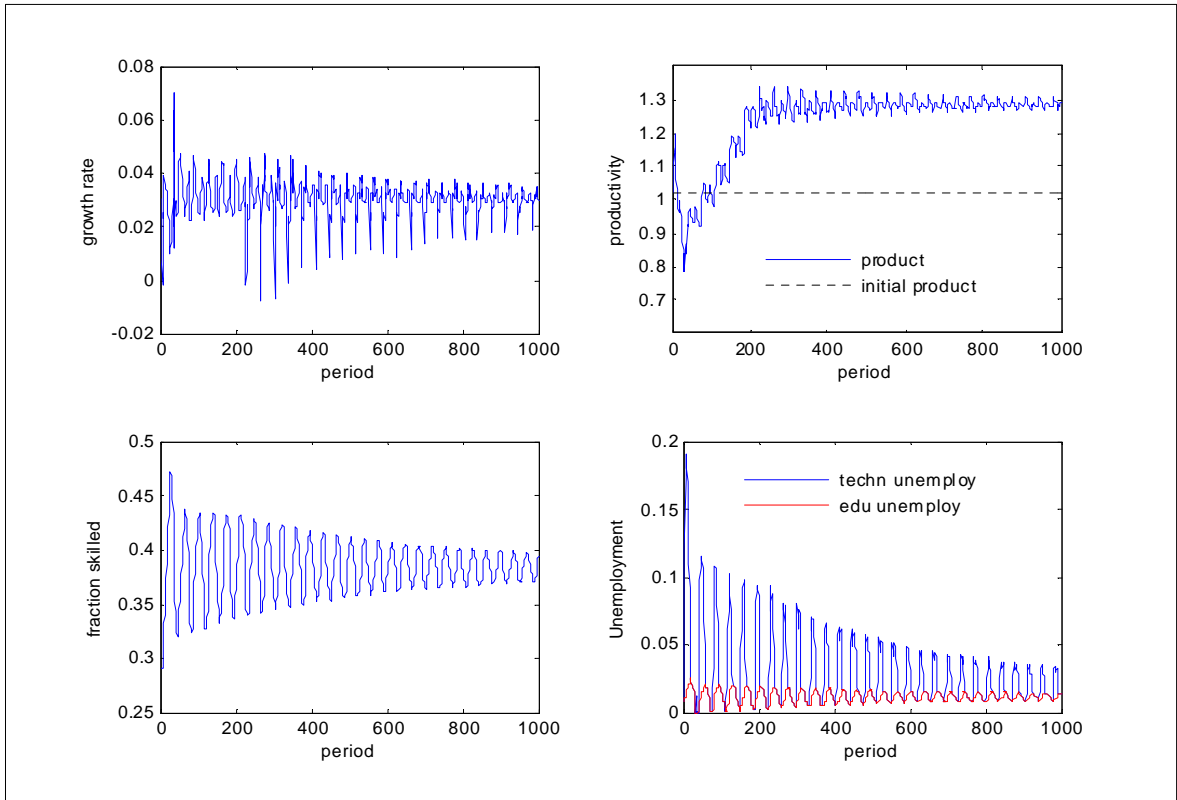 0.08
0.06
0.04
0.02
0
-0.02
growth rate
0 200 400 600 800 1000
period
1.3
1.2
1.1
1
0.9
0.8
0.7
productivity
product
initial product
0 200 400 600 800 1000
period
0.5
0.45
0.4
0.35
0.3
0.25
fraction skilled
0 200 400 600 800 1000
period
0.2
0.15
0.1
0.05
0
Unemployment
techn unemploy
edu unemploy
0 200 400 600 800 1000
period